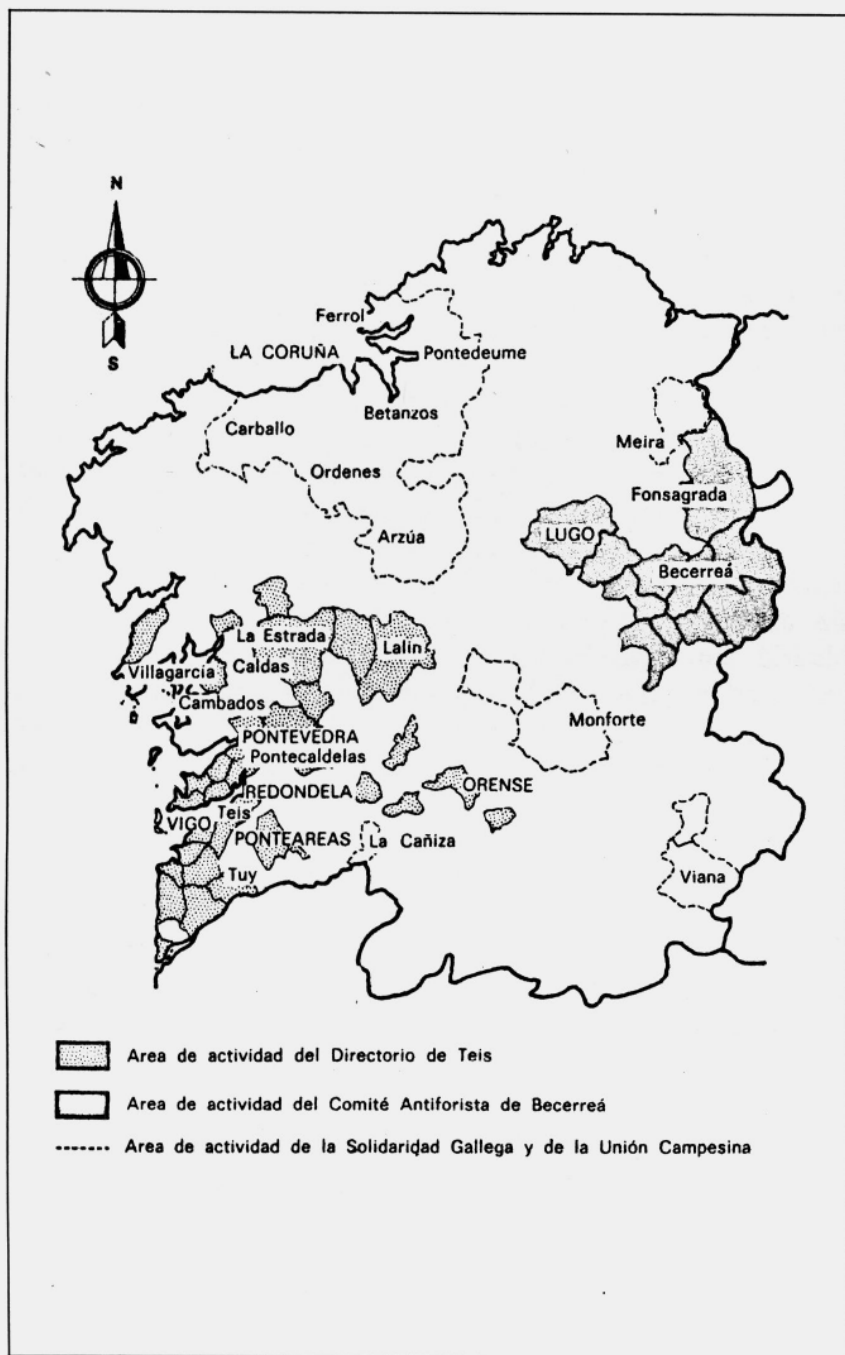 N
S
Ferrol
LA CORUÑA
Pontedeume
Betanzos
Carballo
Meira
Ordenes
Fonsagrada
Arzúa
LUGO
Becerreá
La Estrada
Lalin
Villagarcía
Caldas
Cambados
Monforte
PONTEVEDRA
Pontecaldelas
REDONDELA
ORENSE
Teis
VIGO
PONTEAREAS
La Cañiza
Tuy
Viana
Area de actividad del Directorio de Teis
Area de actividad del Comité Antiforista de Becerreá
Area de actividad de la Solidaridad Gallega y de la Unión Campesina